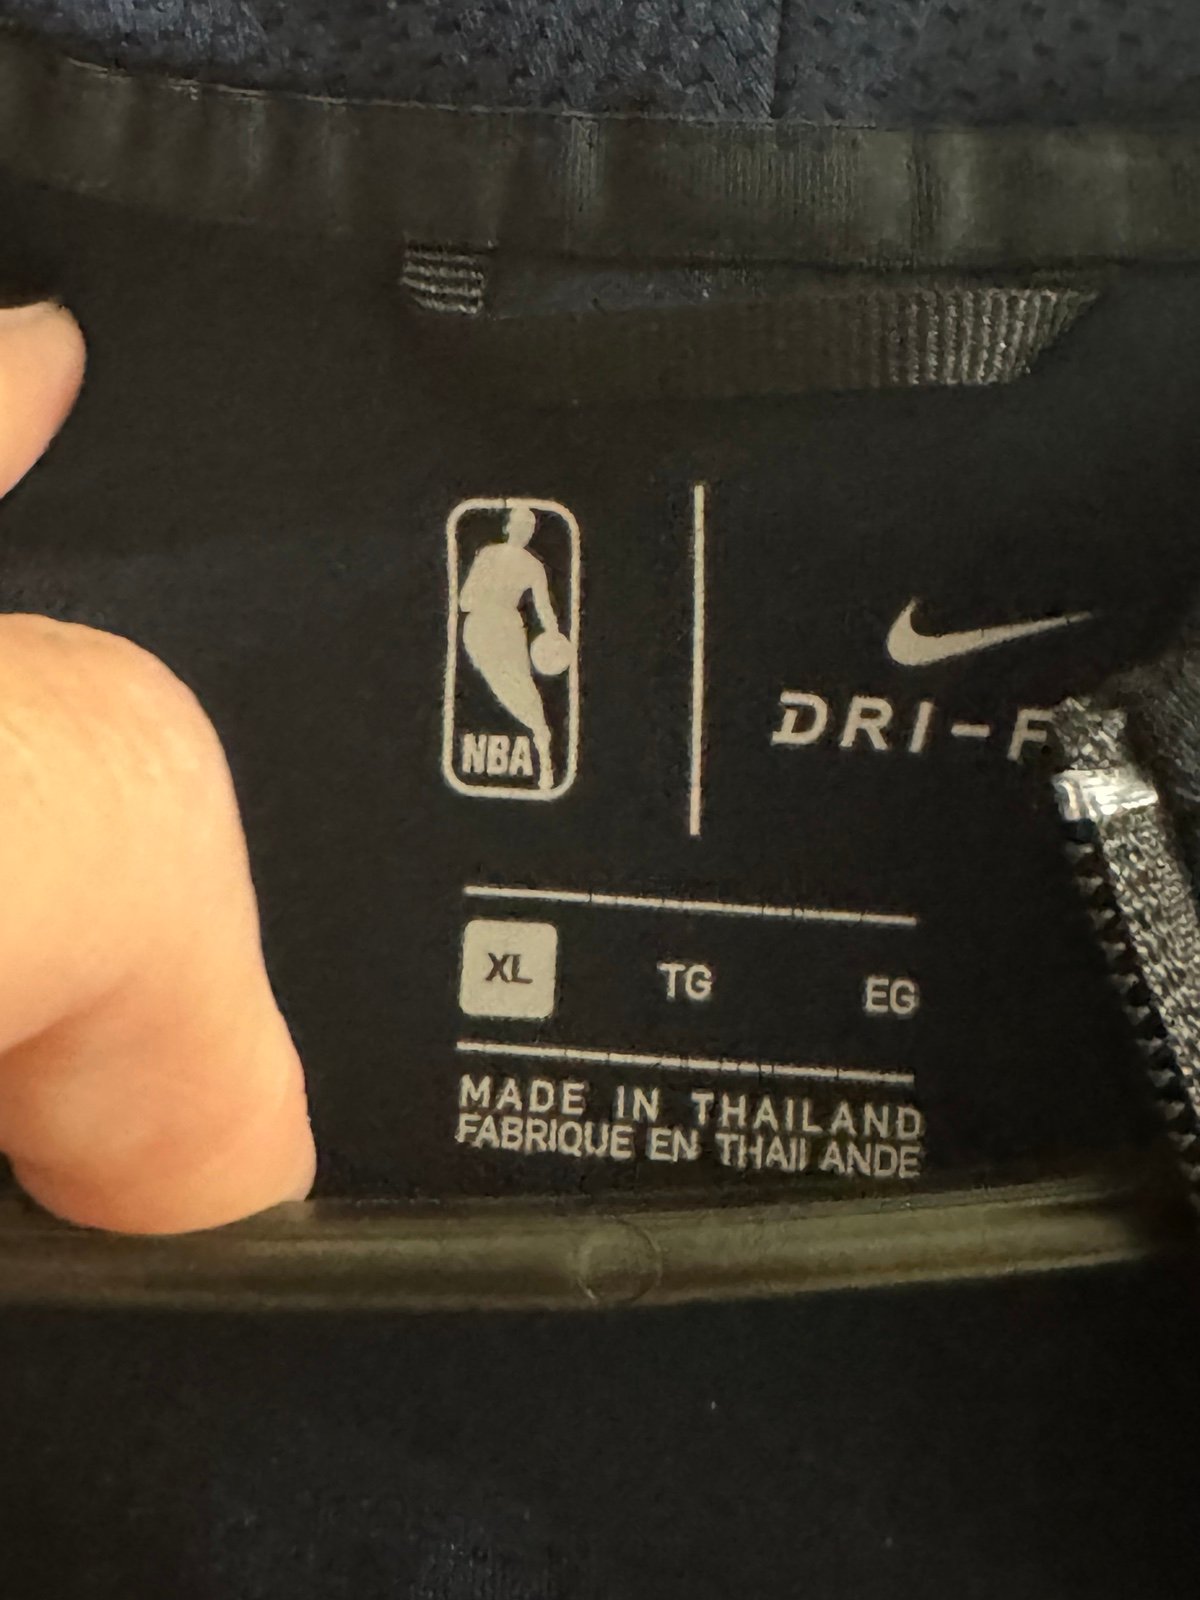 NBA
DRI-F
XL TG EG
MADE IN THAILAND
FABRIQUE EN THAILANDE